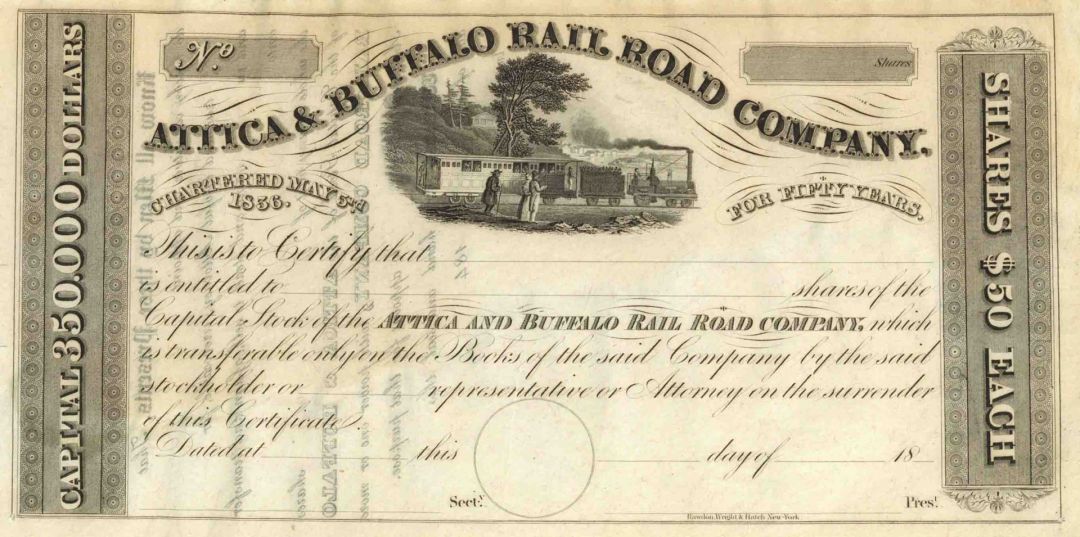 CAPITAL 350.000 DOLLARS
No
Shares
ATTICA & BUFFALO RAIL ROAD COMPANY.
CHARTERED MAY 3rd
1836.
FOR FIFTY YEARS.
This is to Certify that
is entitled to shares of the
Capital Stock of the ATTICA AND BUFFALO RAIL ROAD COMPANY, which
is transferable only on the Books of the said Company by the said
stockholder or representative or Attorney on the surrender
of this Certificate.
Dated at this day of 18
Secty. Prest.
Rawdon, Wright & Hatch New-York
SHARES $50 EACH